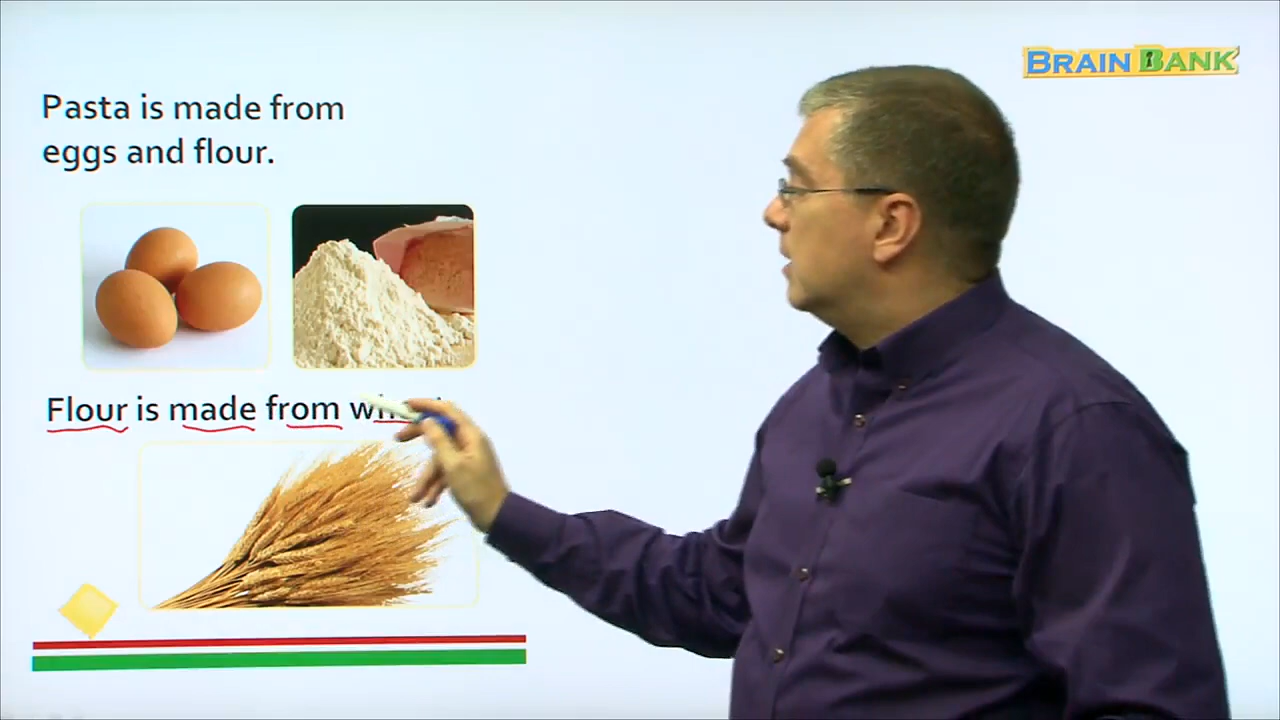 BRAIN BANK
Pasta is made from
eggs and flour.
Flour is made from